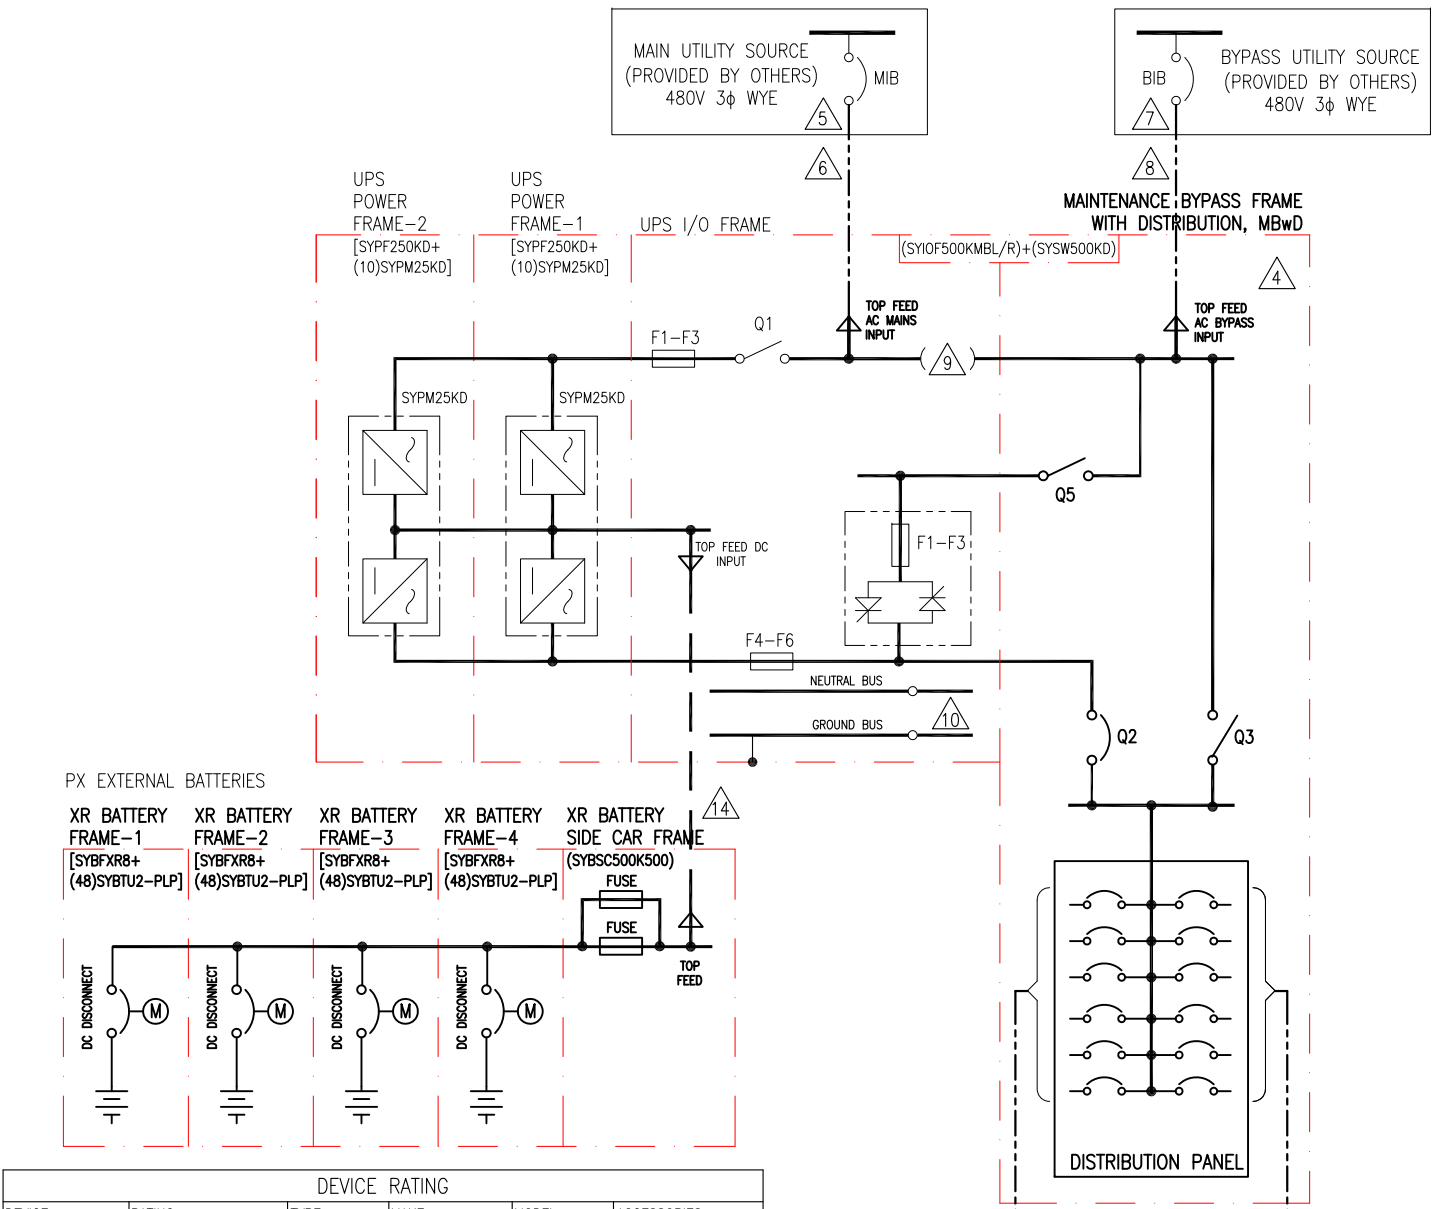 MAIN UTILITY SOURCE
(PROVIDED BY OTHERS)
480V 3ϕ WYE
MIB
5
6
BYPASS UTILITY SOURCE
(PROVIDED BY OTHERS)
480V 3ϕ WYE
BIB
7
8
UPS
POWER
FRAME-2
[SYPF250KD+
(10)SYPM25KD]
UPS
POWER
FRAME-1
[SYPF250KD+
(10)SYPM25KD]
UPS I/O FRAME
MAINTENANCE BYPASS FRAME
WITH DISTRIBUTION, MBwD
(SYIOF500KMBL/R)+(SYSW500KD)
4
TOP FEED
AC MAINS
INPUT
TOP FEED
AC BYPASS
INPUT
F1-F3
Q1
9
SYPM25KD
SYPM25KD
Q5
F1-F3
TOP FEED DC
INPUT
F4-F6
NEUTRAL BUS
GROUND BUS
10
Q2
Q3
PX EXTERNAL BATTERIES
14
XR BATTERY
FRAME-1
[SYBFXR8+
(48)SYBTU2-PLP]
XR BATTERY
FRAME-2
[SYBFXR8+
(48)SYBTU2-PLP]
XR BATTERY
FRAME-3
[SYBFXR8+
(48)SYBTU2-PLP]
XR BATTERY
FRAME-4
[SYBFXR8+
(48)SYBTU2-PLP]
XR BATTERY
SIDE CAR FRAME
(SYBSC500K500)
FUSE
FUSE
TOP
FEED
DC DISCONNECT
M
DC DISCONNECT
M
DC DISCONNECT
M
DC DISCONNECT
M
DISTRIBUTION PANEL
DEVICE RATING